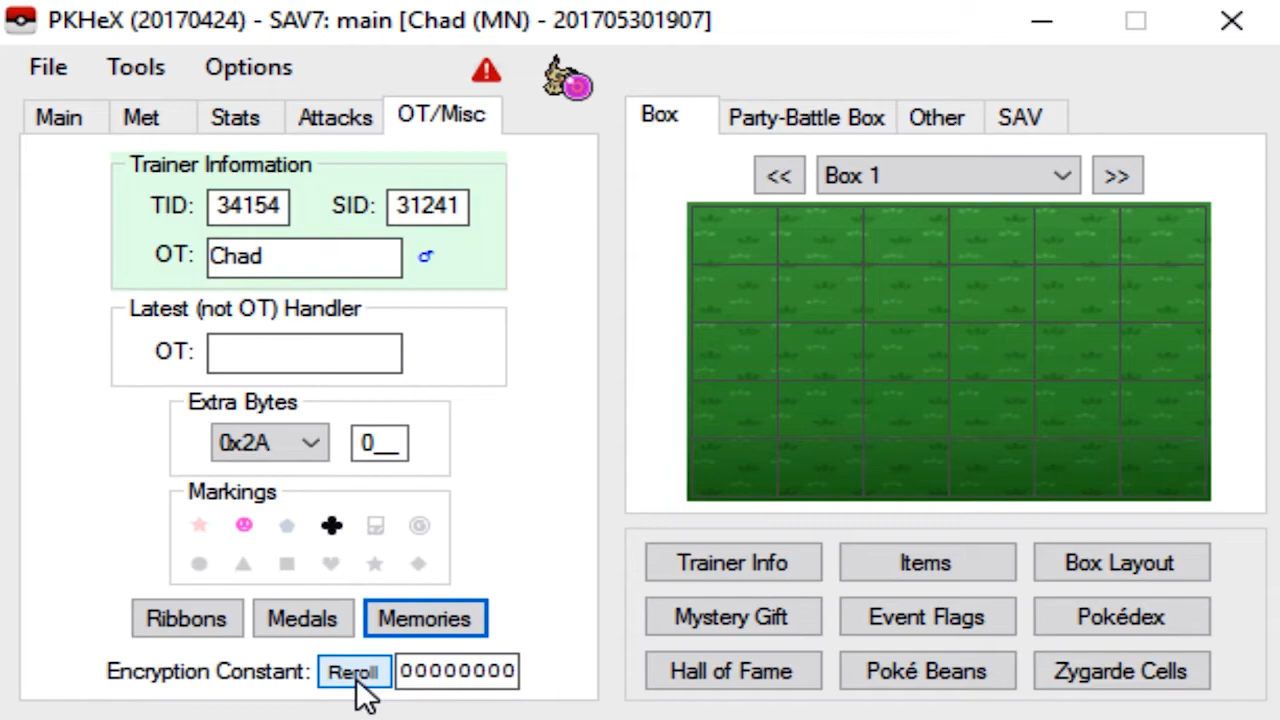 PKHeX (20170424) - SAV7: main [Chad (MN) - 201705301907]
File Tools Options
Main Met Stats Attacks OT/Misc
Trainer Information
TID: 34154 SID: 31241
OT: Chad ♂
Latest (not OT) Handler
OT:
Extra Bytes
0x2A 0__
Markings
Ribbons Medals Memories
Encryption Constant: Reroll 00000000
Box Party-Battle Box Other SAV
<< Box 1 >>
Trainer Info Items Box Layout
Mystery Gift Event Flags Pokédex
Hall of Fame Poké Beans Zygarde Cells